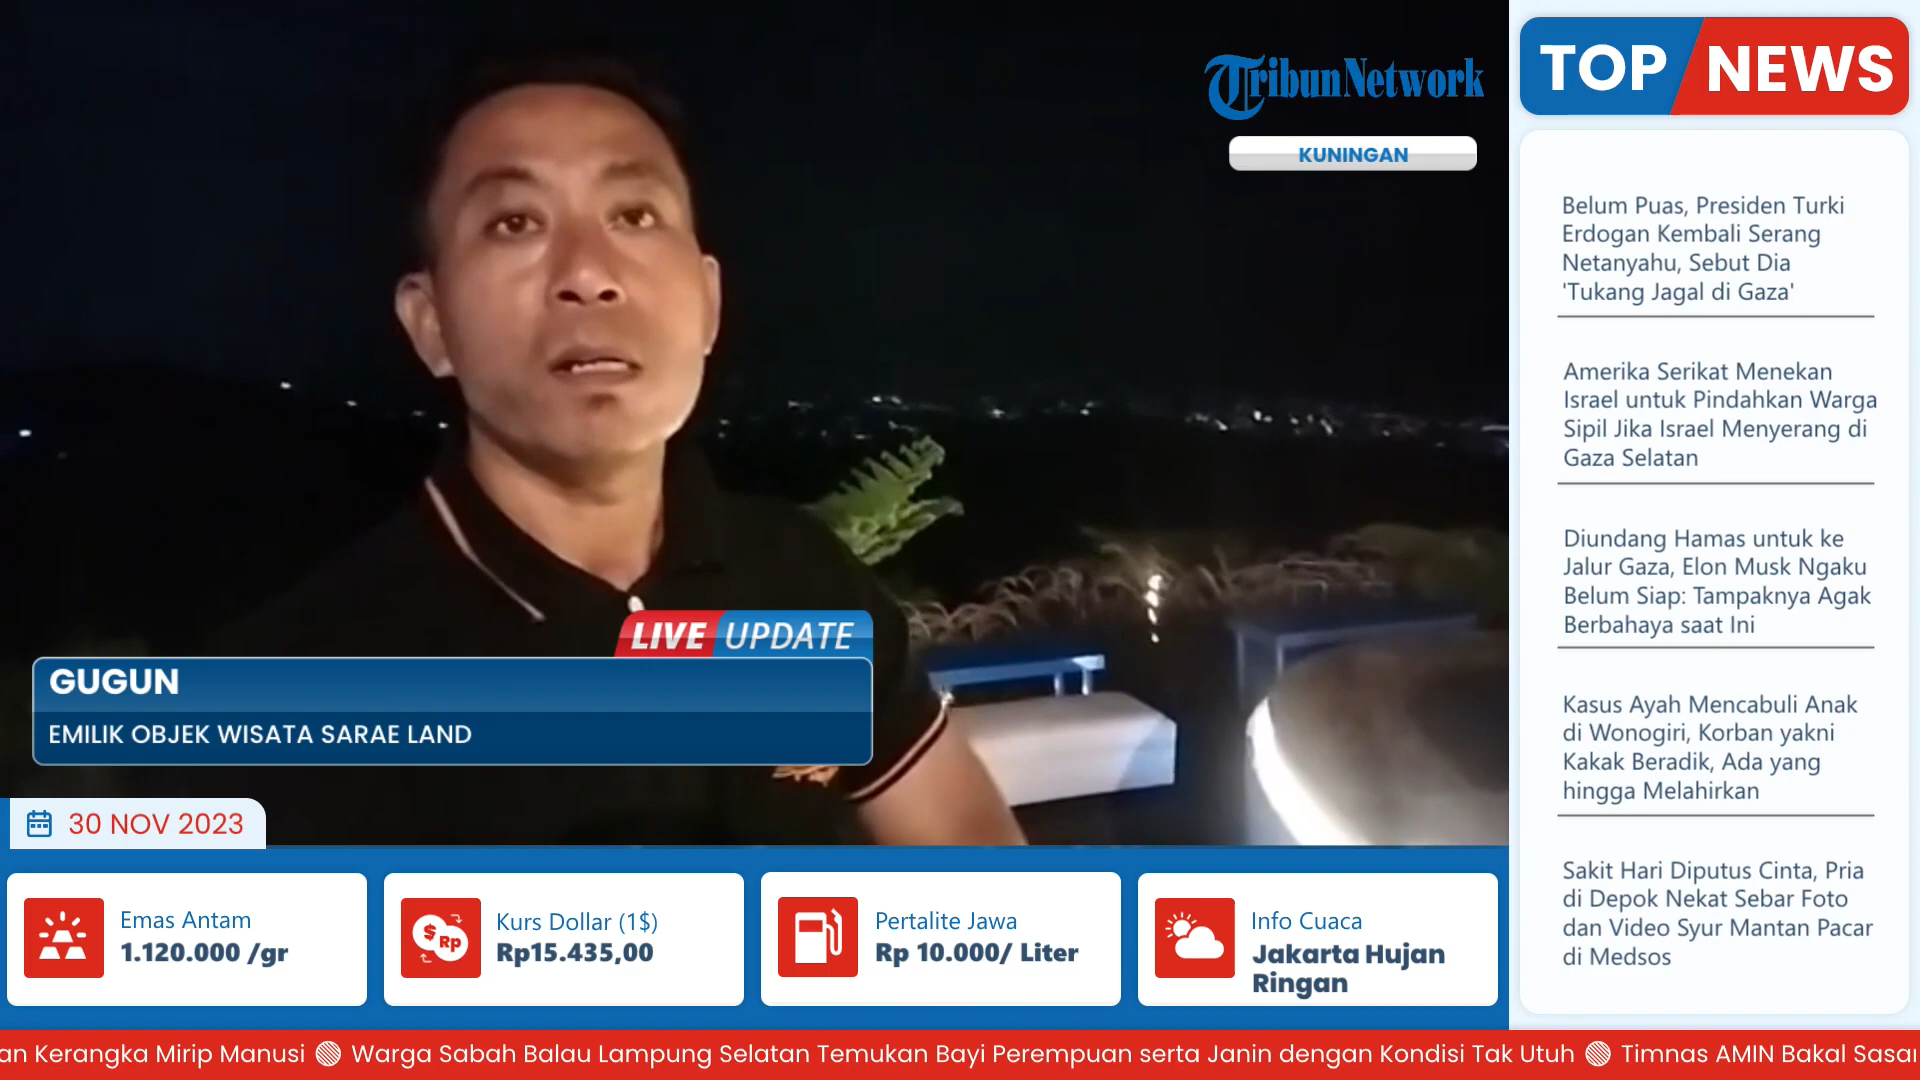 TribunNetwork
KUNINGAN
LIVE UPDATE
GUGUN
EMILIK OBJEK WISATA SARAE LAND
30 NOV 2023
Emas Antam
1.120.000 /gr
Kurs Dollar (1$)
Rp15.435,00
Pertalite Jawa
Rp 10.000/ Liter
Info Cuaca
Jakarta Hujan
Ringan
TOP NEWS
Belum Puas, Presiden Turki
Erdogan Kembali Serang
Netanyahu, Sebut Dia
'Tukang Jagal di Gaza'
Amerika Serikat Menekan
Israel untuk Pindahkan Warga
Sipil Jika Israel Menyerang di
Gaza Selatan
Diundang Hamas untuk ke
Jalur Gaza, Elon Musk Ngaku
Belum Siap: Tampaknya Agak
Berbahaya saat Ini
Kasus Ayah Mencabuli Anak
di Wonogiri, Korban yakni
Kakak Beradik, Ada yang
hingga Melahirkan
Sakit Hari Diputus Cinta, Pria
di Depok Nekat Sebar Foto
dan Video Syur Mantan Pacar
di Medsos
an Kerangka Mirip Manusi Warga Sabah Balau Lampung Selatan Temukan Bayi Perempuan serta Janin dengan Kondisi Tak Utuh Timnas AMIN Bakal Sasar